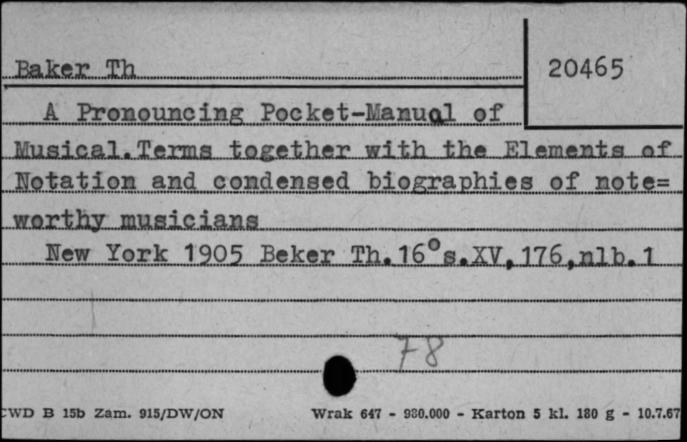 Baker Th
20465
A Pronouncing Pocket-Manual of
Musical.Terms together with the Elements of
Notation and condensed biographies of note=
worthy musicians
New York 1905 Beker Th.16°s.XV,176,nlb.1
78
CWD B 15b Zam. 915/DW/ON Wrak 647 - 980.000 - Karton 5 kl. 180 g - 10.7.67